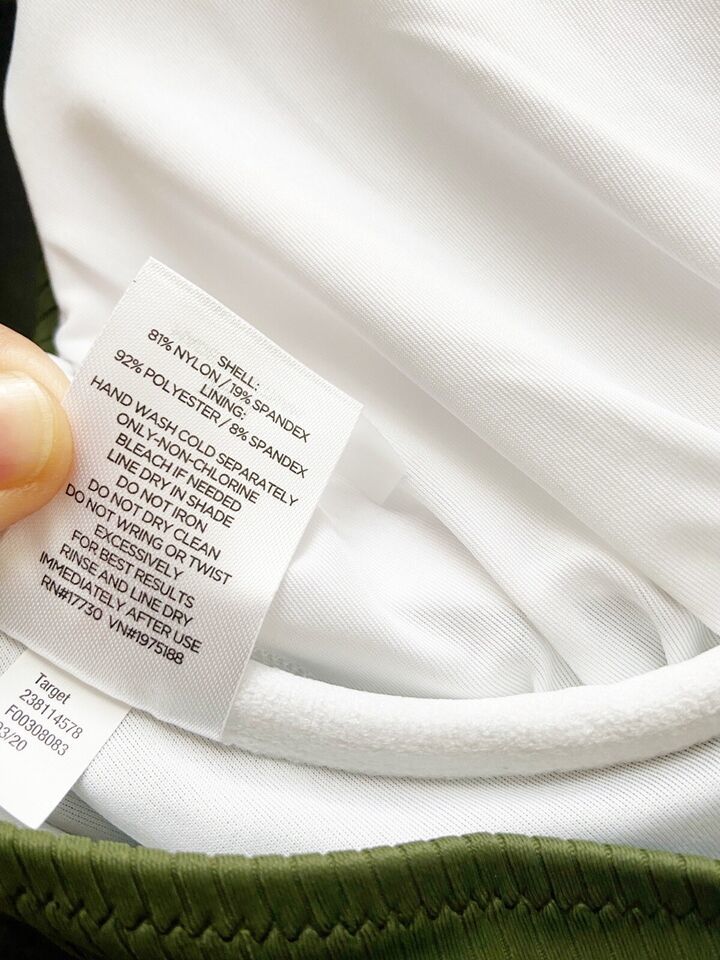 SHELL:
81% NYLON / 19% SPANDEX
LINING:
92% POLYESTER / 8% SPANDEX
HAND WASH COLD SEPARATELY
ONLY-NON-CHLORINE
BLEACH IF NEEDED
LINE DRY IN SHADE
DO NOT IRON
DO NOT DRY CLEAN
DO NOT WRING OR TWIST
EXCESSIVELY
FOR BEST RESULTS
RINSE AND LINE DRY
IMMEDIATELY AFTER USE
RN#17730 VN#1975188
Target
238114578
F00308083
3/20